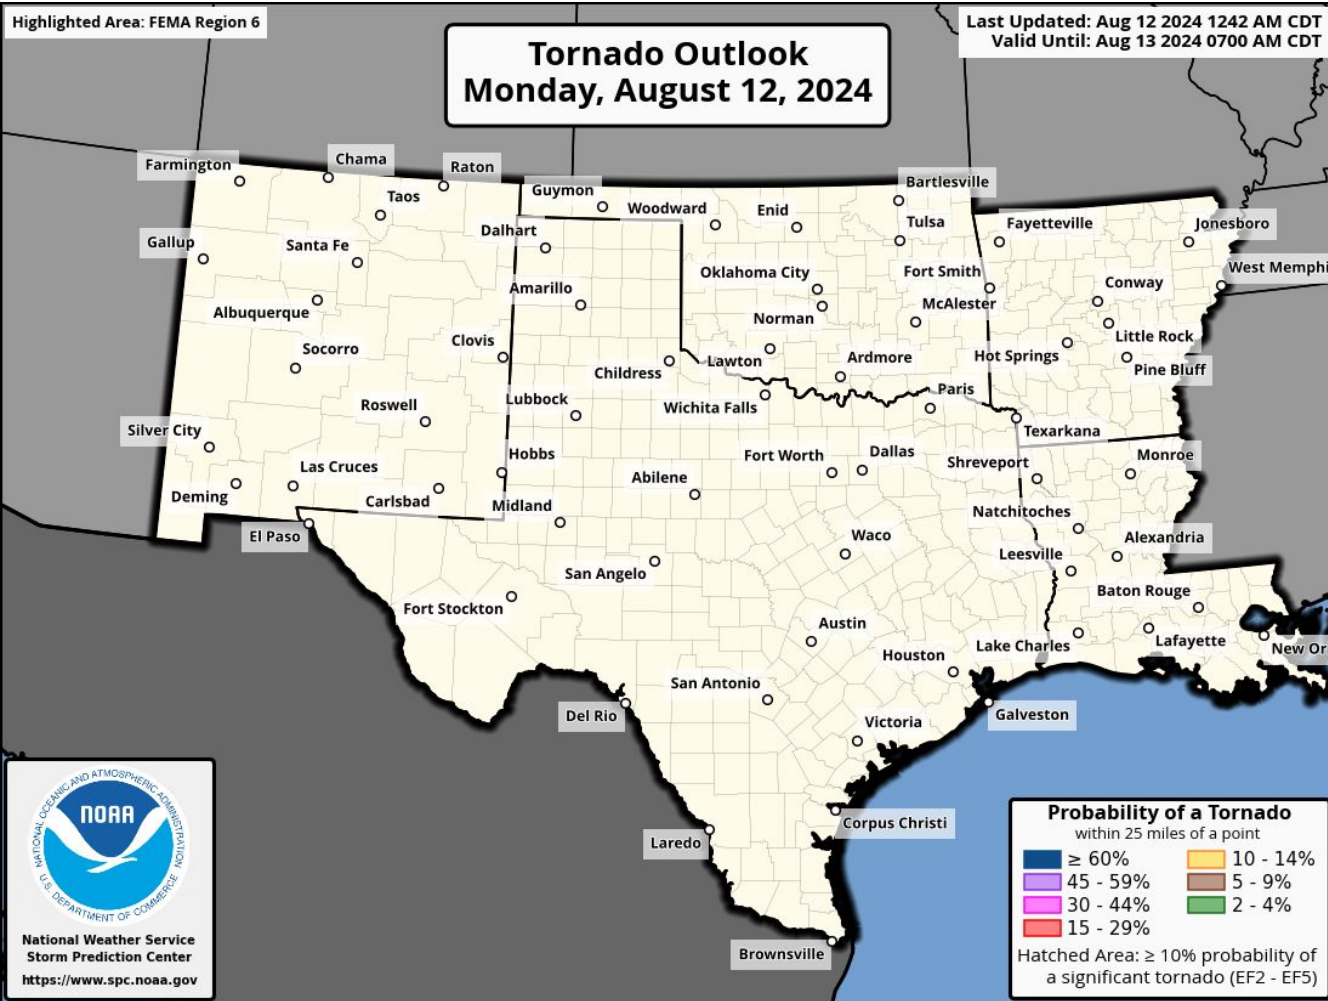 Highlighted Area: FEMA Region 6
Last Updated: Aug 12 2024 1242 AM CDT
Valid Until: Aug 13 2024 0700 AM CDT
Tornado Outlook
Monday, August 12, 2024
Farmington
Chama
Raton
Taos
Guymon
Woodward
Enid
Bartlesville
Tulsa
Fayetteville
Jonesboro
Gallup
Santa Fe
Dalhart
Oklahoma City
Fort Smith
West Memphi
Albuquerque
Amarillo
Norman
McAlester
Conway
Socorro
Clovis
Childress
Lawton
Ardmore
Hot Springs
Little Rock
Pine Bluff
Roswell
Lubbock
Wichita Falls
Paris
Texarkana
Silver City
Las Cruces
Hobbs
Abilene
Fort Worth
Dallas
Shreveport
Monroe
Deming
Carlsbad
Midland
Natchitoches
El Paso
San Angelo
Waco
Leesville
Alexandria
Fort Stockton
Baton Rouge
Austin
Houston
Lake Charles
Lafayette
New Or
San Antonio
Del Rio
Victoria
Galveston
Corpus Christi
Laredo
Brownsville
NATIONAL OCEANIC AND ATMOSPHERIC ADMINISTRATION
NOAA
U.S. DEPARTMENT OF COMMERCE
National Weather Service
Storm Prediction Center
https://www.spc.noaa.gov
Probability of a Tornado
within 25 miles of a point
≥ 60%
45 - 59%
30 - 44%
15 - 29%
10 - 14%
5 - 9%
2 - 4%
Hatched Area: ≥ 10% probability of
a significant tornado (EF2 - EF5)